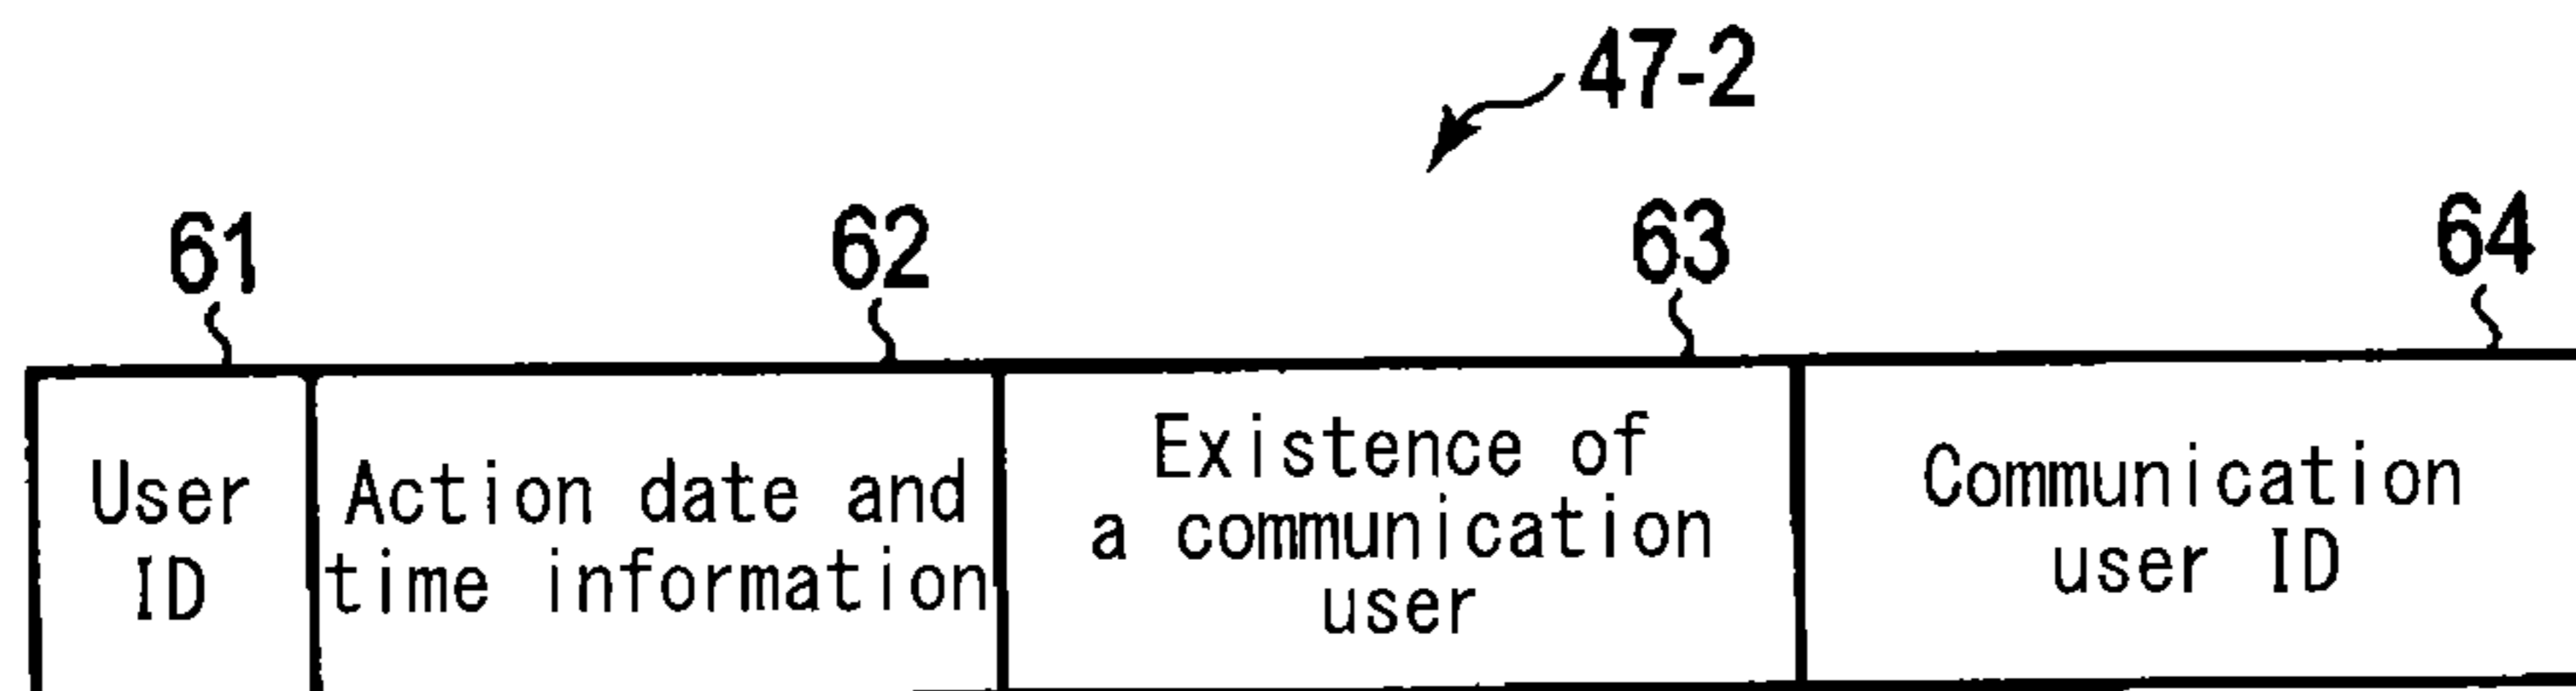 47-2
61
62
63
64
User
ID
Action date and
time information
Existence of
a communication
user
Communication
user ID